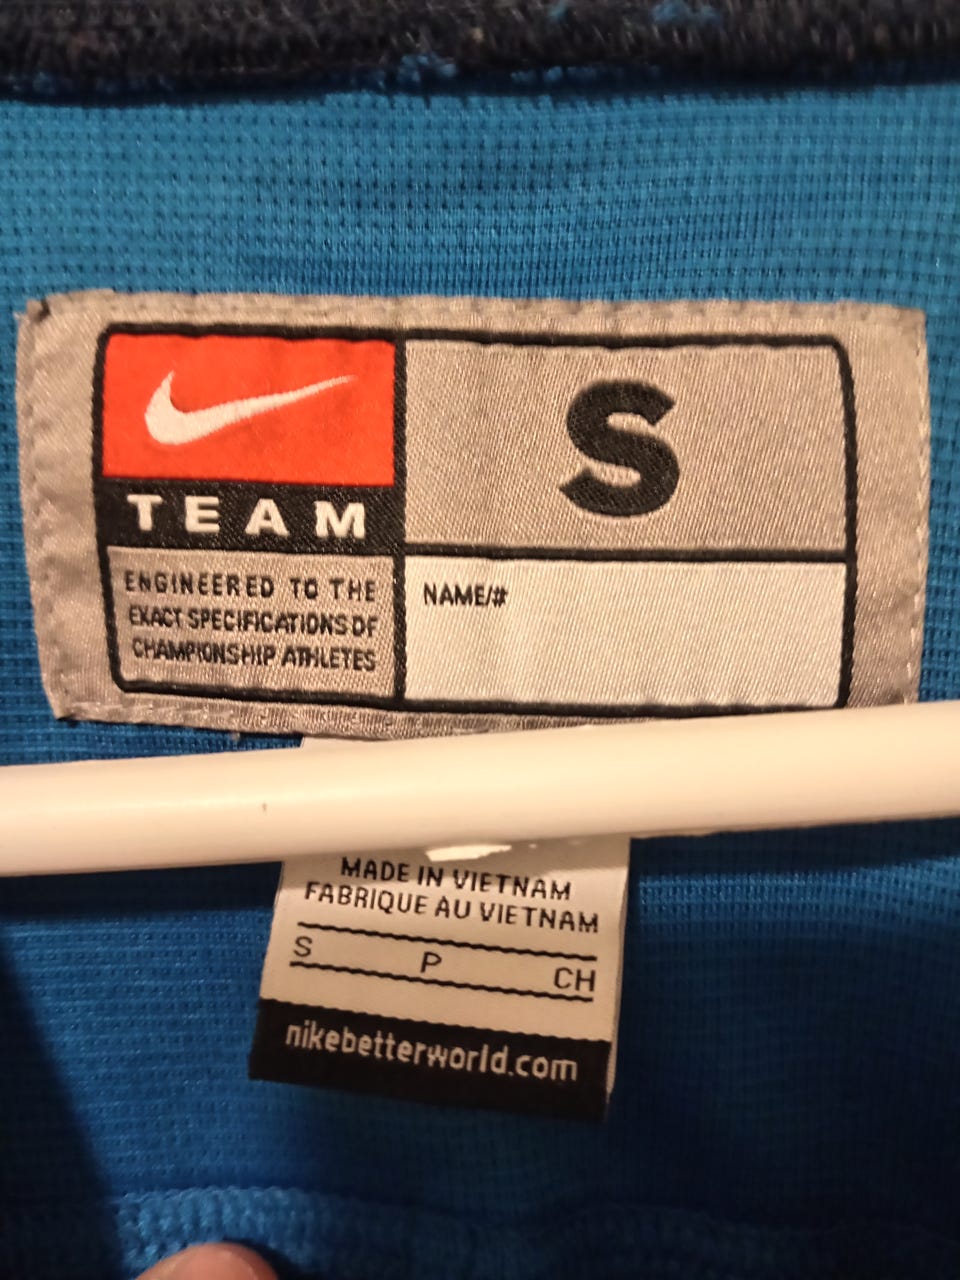 TEAM
ENGINEERED TO THE
EXACT SPECIFICATIONS OF
CHAMPIONSHIP ATHLETES
S
NAME/#
MADE IN VIETNAM
FABRIQUE AU VIETNAM
S P CH
nikebetterworld.com